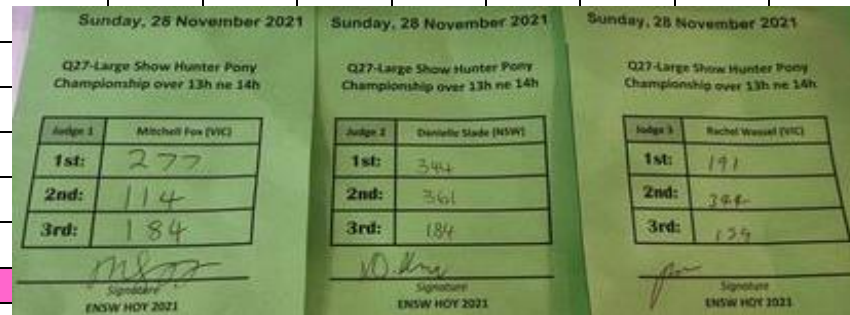 Sunday, 28 November 2021
Q27-Large Show Hunter Pony
Championship over 13h ne 14h
Judge 1 Mitchell Fox (VIC)
1st: 277
2nd: 114
3rd: 184
Signature
ENSW HOY 2021
Sunday, 28 November 2021
Q27-Large Show Hunter Pony
Championship over 13h ne 14h
Judge 2 Danielle Slade (NSW)
1st: 344
2nd: 361
3rd: 184
Signature
ENSW HOY 2021
Sunday, 28 November 2021
Q27-Large Show Hunter Pony
Championship over 13h ne 14h
Judge 3 Rachel Wessel (VIC)
1st: 191
2nd: 344
3rd:
Signature
ENSW HOY 2021